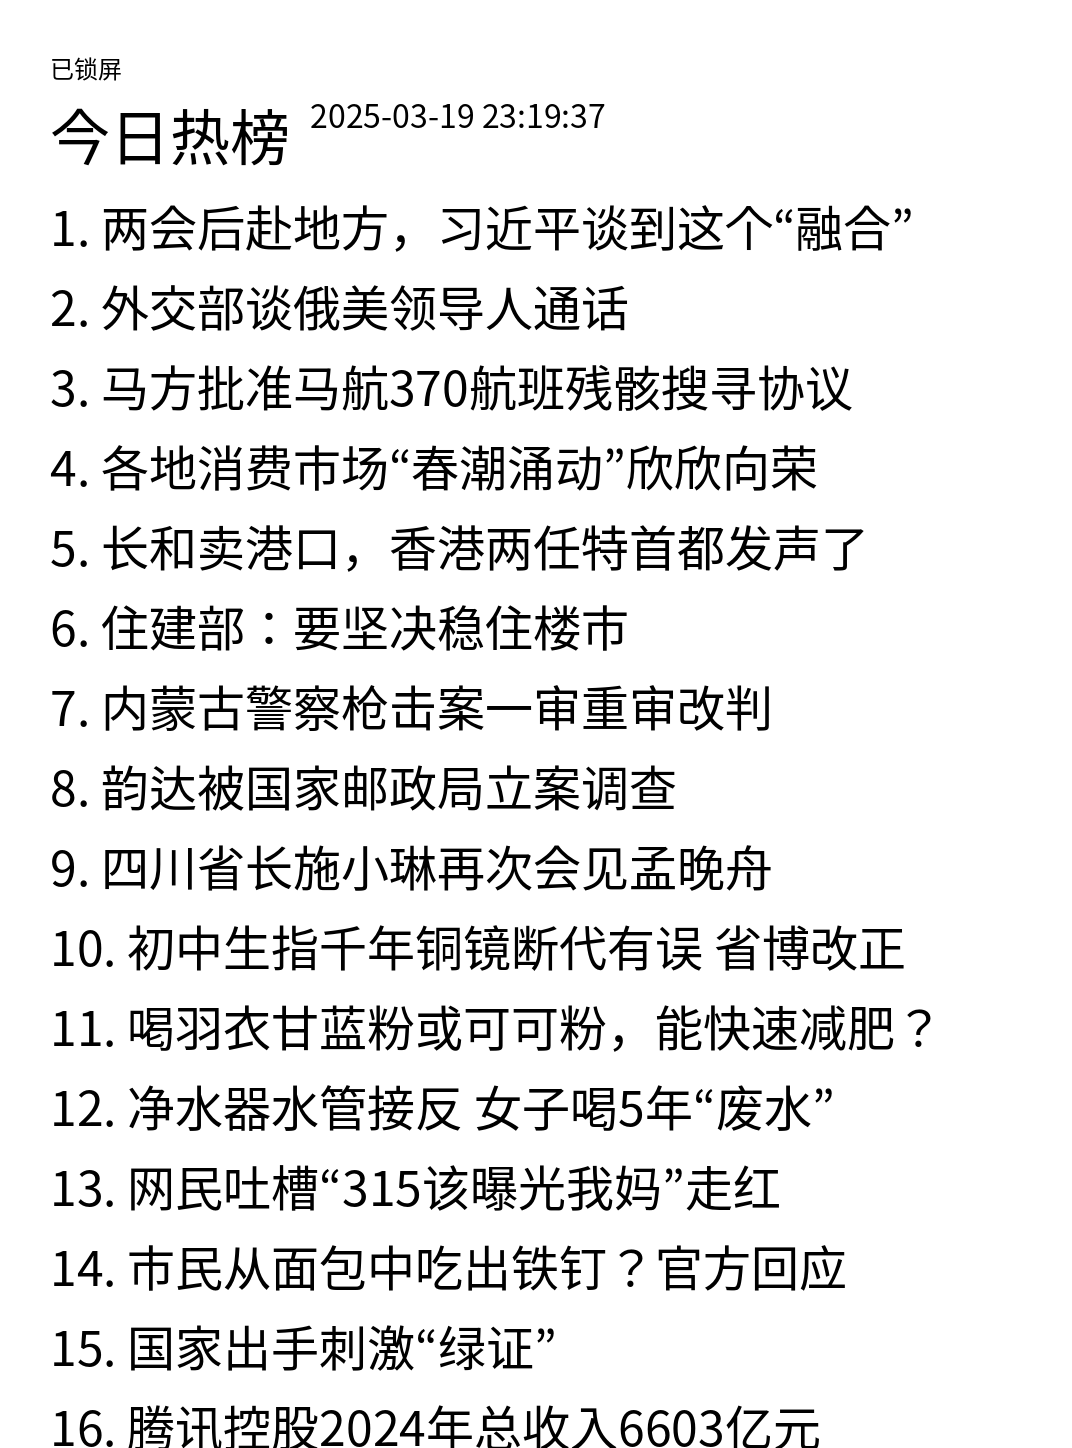 已锁屏
今日热榜 2025-03-19 23:19:37
1. 两会后赴地方，习近平谈到这个“融合”
2. 外交部谈俄美领导人通话
3. 马方批准马航370航班残骸搜寻协议
4. 各地消费市场“春潮涌动”欣欣向荣
5. 长和卖港口，香港两任特首都发声了
6. 住建部：要坚决稳住楼市
7. 内蒙古警察枪击案一审重审改判
8. 韵达被国家邮政局立案调查
9. 四川省长施小琳再次会见孟晚舟
10. 初中生指千年铜镜断代有误 省博改正
11. 喝羽衣甘蓝粉或可可粉，能快速减肥？
12. 净水器水管接反 女子喝5年“废水”
13. 网民吐槽“315该曝光我妈”走红
14. 市民从面包中吃出铁钉？官方回应
15. 国家出手刺激“绿证”
16. 腾讯控股2024年总收入6603亿元